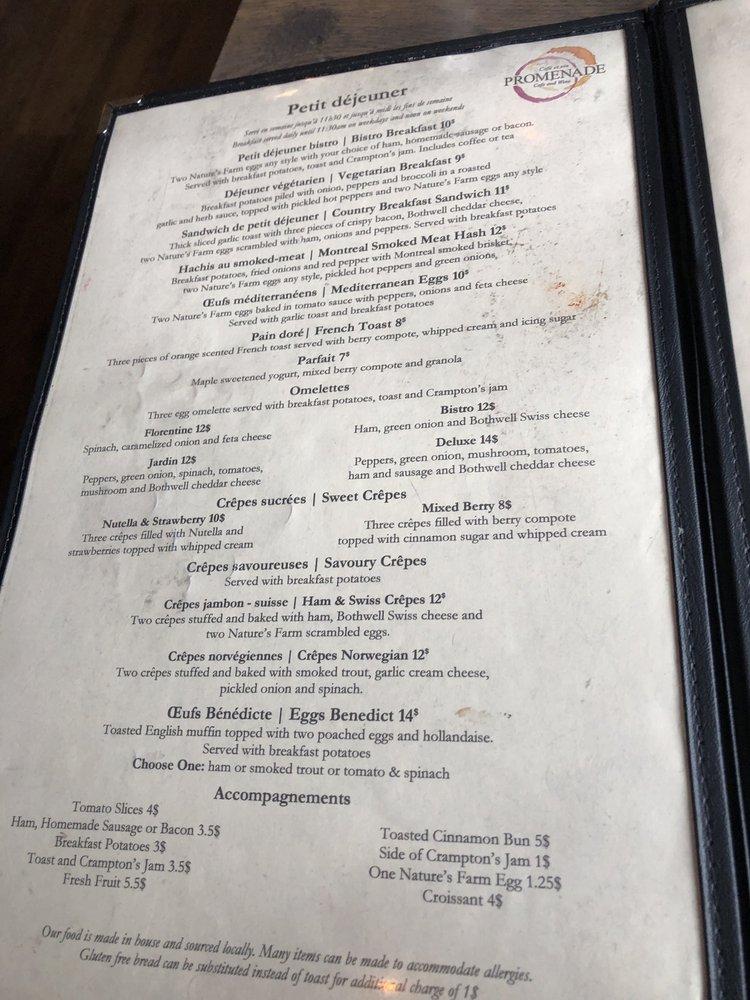 Café et vin
PROMENADE
Café and Wine
Petit déjeuner
Servi en semaine jusqu'à 11h30 et jusqu'à midi les fins de semaine
Breakfast served daily until 11:30am on weekdays and noon on weekends
Petit déjeuner bistro | Bistro Breakfast 10$
Two Nature's Farm eggs any style with your choice of ham, homemade sausage or bacon.
Served with breakfast potatoes, toast and Crampton's jam. Includes coffee or tea
Déjeuner végétarien | Vegetarian Breakfast 9$
Breakfast potatoes piled with onion, peppers and broccoli in a roasted
garlic and herb sauce, topped with pickled hot peppers and two Nature's Farm eggs any style
Sandwich de petit déjeuner | Country Breakfast Sandwich 11$
Thick sliced garlic toast with three pieces of crispy bacon, Bothwell cheddar cheese,
two Nature's Farm eggs scrambled with ham, onions and peppers. Served with breakfast potatoes
Hachis au smoked-meat | Montreal Smoked Meat Hash 12$
Breakfast potatoes, fried onions and red pepper with Montreal smoked brisket,
two Nature's Farm eggs any style, pickled hot peppers and green onions,
Œufs méditerranéens | Mediterranean Eggs 10$
Two Nature's Farm eggs baked in tomato sauce with peppers, onions and feta cheese
Served with garlic toast and breakfast potatoes
Pain doré | French Toast 8$
Three pieces of orange scented French toast served with berry compote, whipped cream and icing sugar
Parfait 7$
Maple sweetened yogurt, mixed berry compote and granola
Omelettes
Three egg omelette served with breakfast potatoes, toast and Crampton's jam
Florentine 12$
Spinach, caramelized onion and feta cheese
Bistro 12$
Ham, green onion and Bothwell Swiss cheese
Jardin 12$
Peppers, green onion, spinach, tomatoes,
mushroom and Bothwell cheddar cheese
Deluxe 14$
Peppers, green onion, mushroom, tomatoes,
ham and sausage and Bothwell cheddar cheese
Crêpes sucrées | Sweet Crêpes
Nutella & Strawberry 10$
Three crêpes filled with Nutella and
strawberries topped with whipped cream
Mixed Berry 8$
Three crêpes filled with berry compote
topped with cinnamon sugar and whipped cream
Crêpes savoureuses | Savoury Crêpes
Served with breakfast potatoes
Crêpes jambon - suisse | Ham & Swiss Crêpes 12$
Two crêpes stuffed and baked with ham, Bothwell Swiss cheese and
two Nature's Farm scrambled eggs.
Crêpes norvégiennes | Crêpes Norwegian 12$
Two crêpes stuffed and baked with smoked trout, garlic cream cheese,
pickled onion and spinach.
Œufs Bénédicte | Eggs Benedict 14$
Toasted English muffin topped with two poached eggs and hollandaise.
Served with breakfast potatoes
Choose One: ham or smoked trout or tomato & spinach
Accompagnements
Tomato Slices 4$
Ham, Homemade Sausage or Bacon 3.5$
Breakfast Potatoes 3$
Toast and Crampton's Jam 3.5$
Fresh Fruit 5.5$
Toasted Cinnamon Bun 5$
Side of Crampton's Jam 1$
One Nature's Farm Egg 1.25$
Croissant 4$
Our food is made in house and sourced locally. Many items can be made to accommodate allergies.
Gluten free bread can be substituted instead of toast for additional charge of 1$